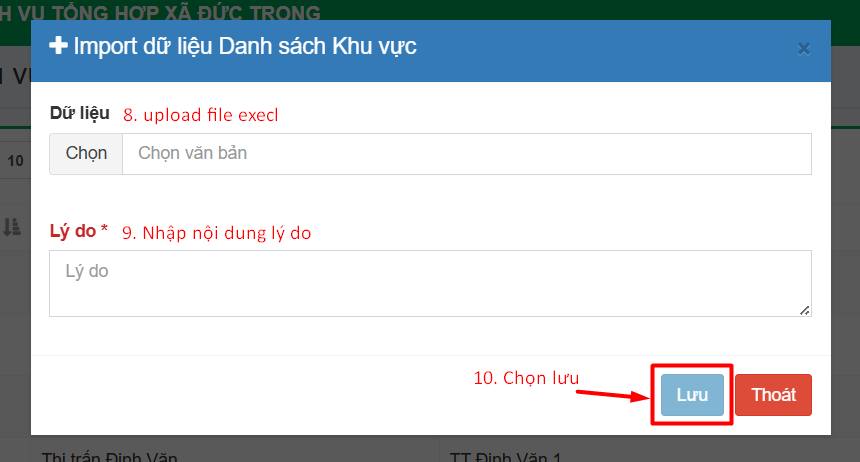 H VỤ TỔNG HỢP XÃ ĐỨC TRỌNG
Import dữ liệu Danh sách Khu vực
×
Dữ liệu 8. upload file execl
Chọn Chọn văn bản
10
Lý do * 9. Nhập nội dung lý do
Lý do
10. Chọn lưu
Lưu Thoát
Thị trấn Đinh Văn TT Đinh Văn 1